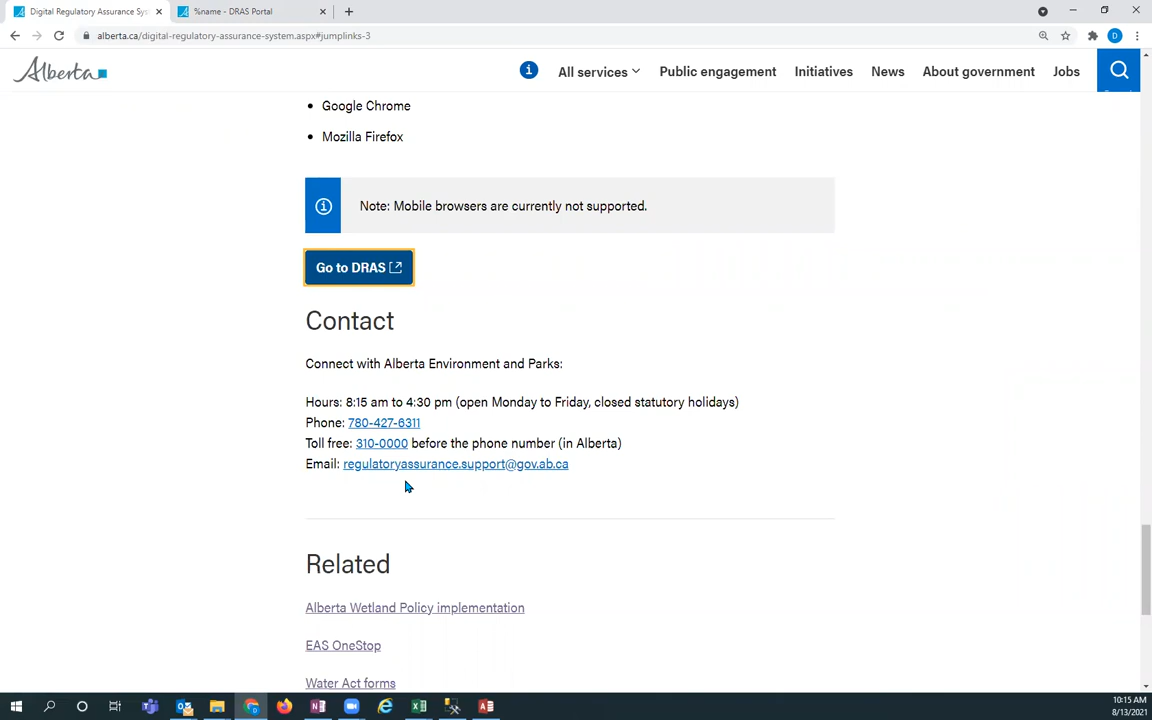 Digital Regulatory Assurance Sys
%name - DRAS Portal
alberta.ca/digital-regulatory-assurance-system.aspx#jumplinks-3
D
Alberta
All services
Public engagement
Initiatives
News
About government
Jobs
Google Chrome
Mozilla Firefox
Note: Mobile browsers are currently not supported.
Go to DRAS
Contact
Connect with Alberta Environment and Parks:
Hours: 8:15 am to 4:30 pm (open Monday to Friday, closed statutory holidays)
Phone: 780-427-6311
Toll free: 310-0000 before the phone number (in Alberta)
Email: regulatoryassurance.support@gov.ab.ca
Related
Alberta Wetland Policy implementation
EAS OneStop
Water Act forms
10:15 AM
8/13/2021